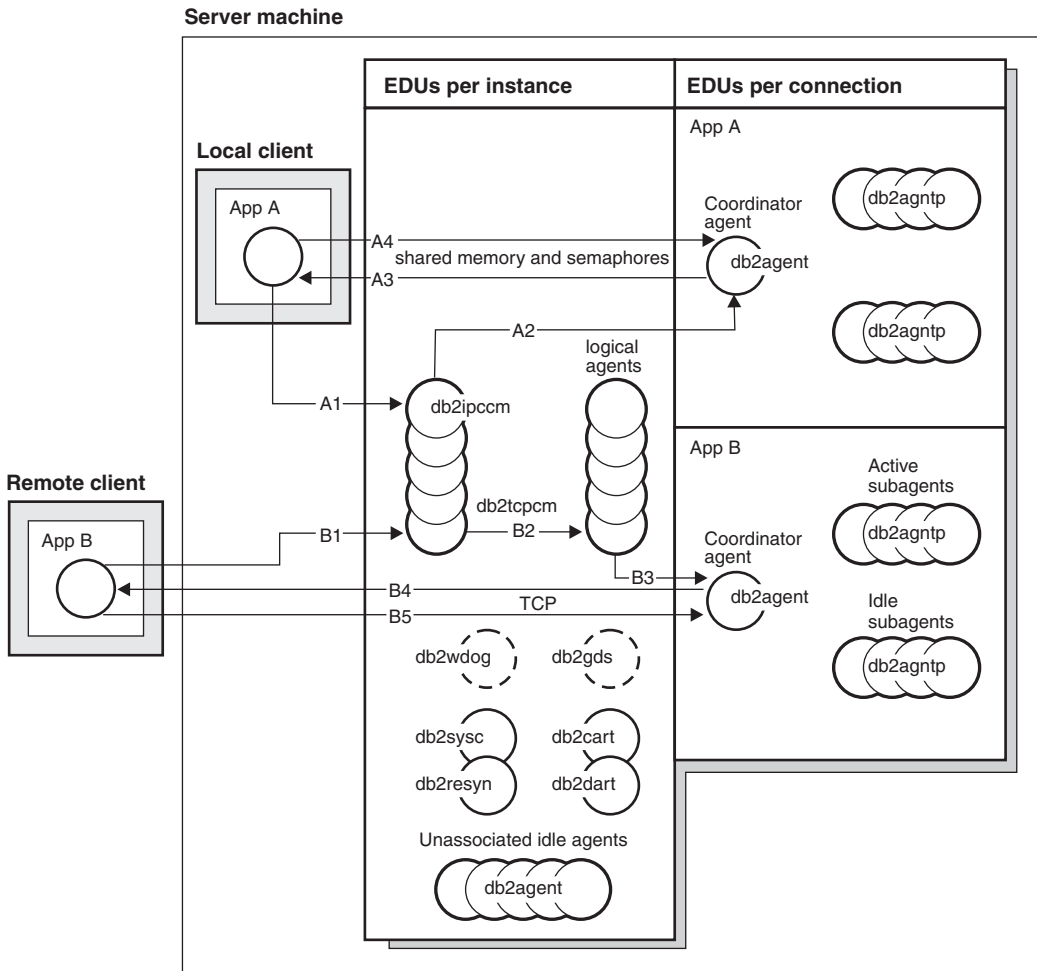 Server machine
EDUs per instance
EDUs per connection
App A
Local client
App A
db2agntp
Coordinator
agent
A4
shared memory and semaphores
db2agent
A3
A2
db2agntp
logical
agents
A1
db2ipccm
App B
Active
subagents
Remote client
db2tcpcm
db2agntp
App B
B1
B2
Coordinator
agent
B3
B4
TCP
db2agent
B5
Idle
subagents
db2wdog
db2gds
db2agntp
db2sysc
db2cart
db2resyn
db2dart
Unassociated idle agents
db2agent